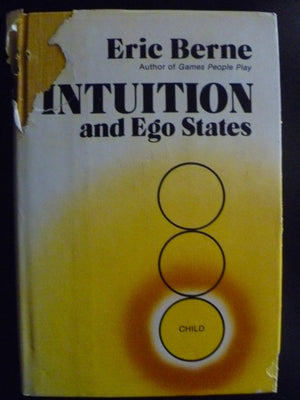 Eric Berne
Author of Games People Play
INTUITION
and Ego States
CHILD